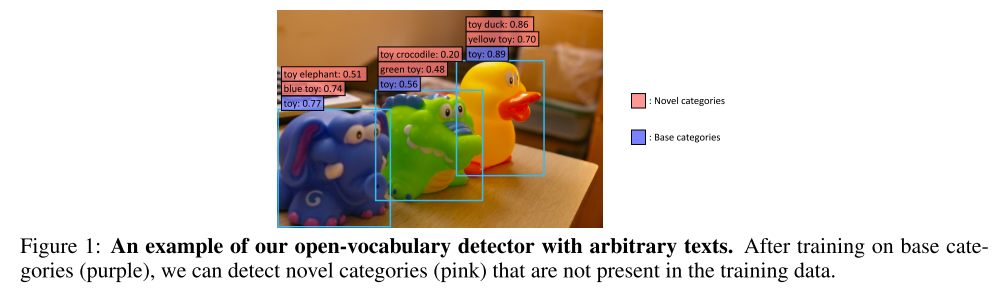 toy duck: 0.86
yellow toy: 0.70
toy: 0.89
toy crocodile: 0.20
green toy: 0.48
toy: 0.56
toy elephant: 0.51
blue toy: 0.74
toy: 0.77
: Novel categories
: Base categories
Figure 1: An example of our open-vocabulary detector with arbitrary texts. After training on base cate-
gories (purple), we can detect novel categories (pink) that are not present in the training data.